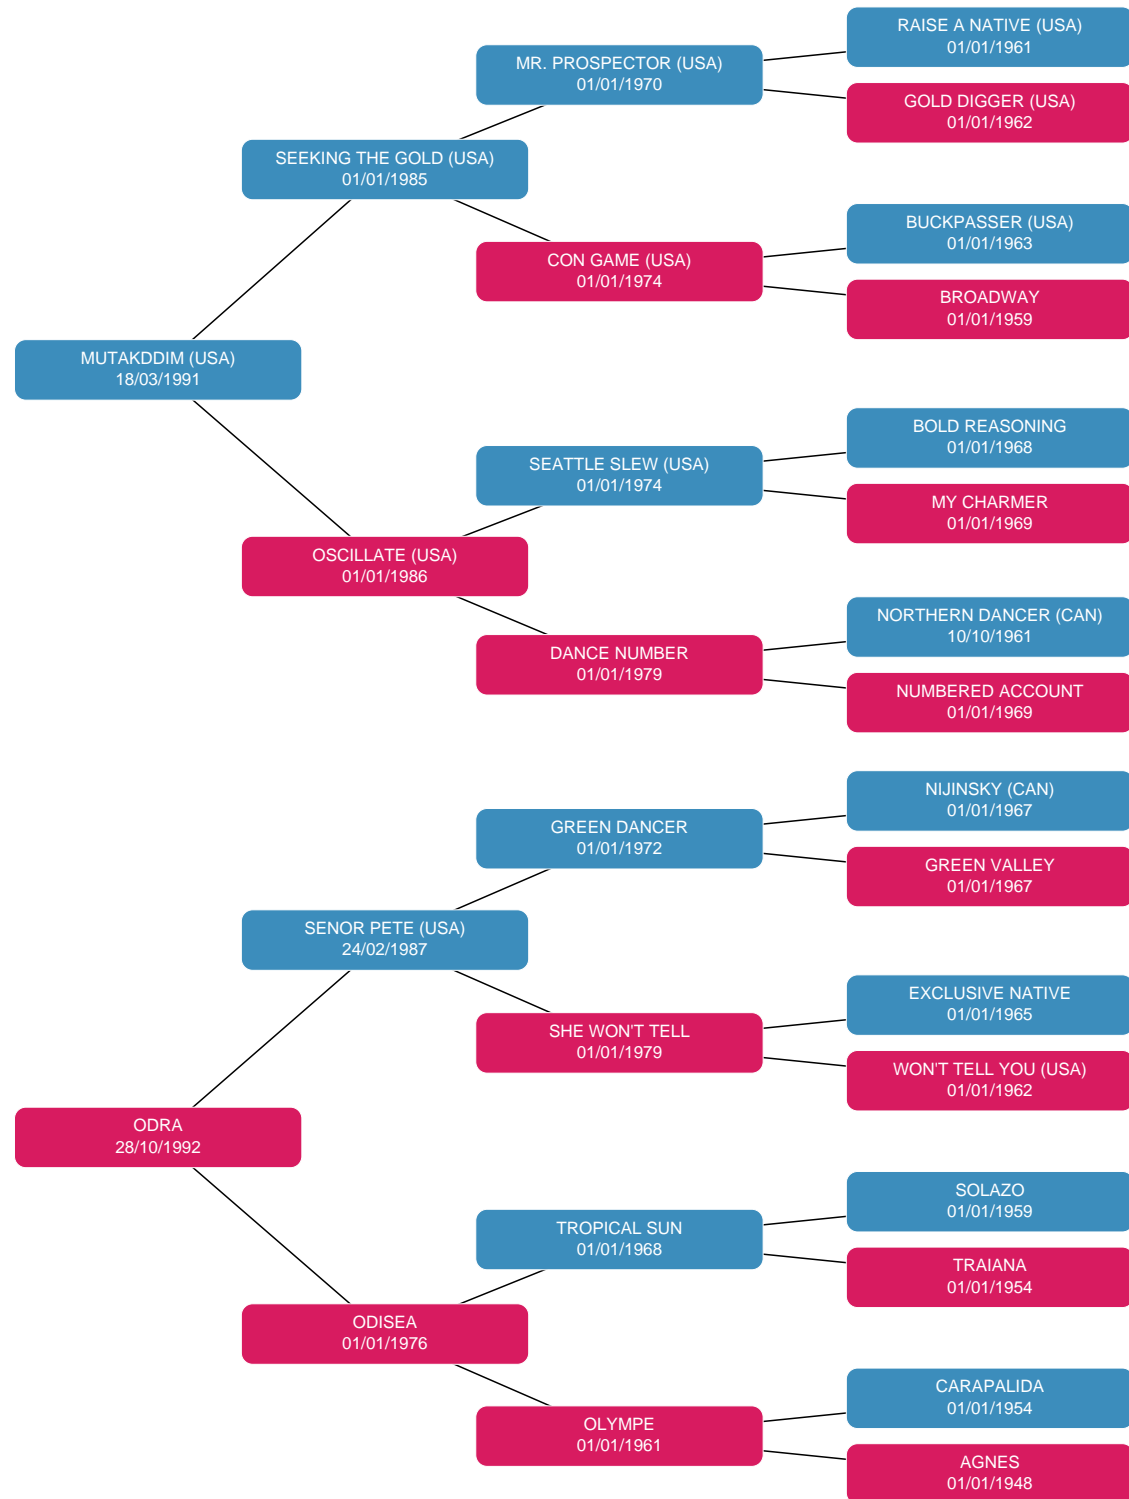 RAISE A NATIVE (USA)
01/01/1961
MR. PROSPECTOR (USA)
01/01/1970
GOLD DIGGER (USA)
01/01/1962
SEEKING THE GOLD (USA)
01/01/1985
BUCKPASSER (USA)
01/01/1963
CON GAME (USA)
01/01/1974
BROADWAY
01/01/1959
MUTAKDDIM (USA)
18/03/1991
BOLD REASONING
01/01/1968
SEATTLE SLEW (USA)
01/01/1974
MY CHARMER
01/01/1969
OSCILLATE (USA)
01/01/1986
NORTHERN DANCER (CAN)
10/10/1961
DANCE NUMBER
01/01/1979
NUMBERED ACCOUNT
01/01/1969
NIJINSKY (CAN)
01/01/1967
GREEN DANCER
01/01/1972
GREEN VALLEY
01/01/1967
SENOR PETE (USA)
24/02/1987
EXCLUSIVE NATIVE
01/01/1965
SHE WON'T TELL
01/01/1979
WON'T TELL YOU (USA)
01/01/1962
ODRA
28/10/1992
SOLAZO
01/01/1959
TROPICAL SUN
01/01/1968
TRAIANA
01/01/1954
ODISEA
01/01/1976
CARAPALIDA
01/01/1954
OLYMPE
01/01/1961
AGNES
01/01/1948